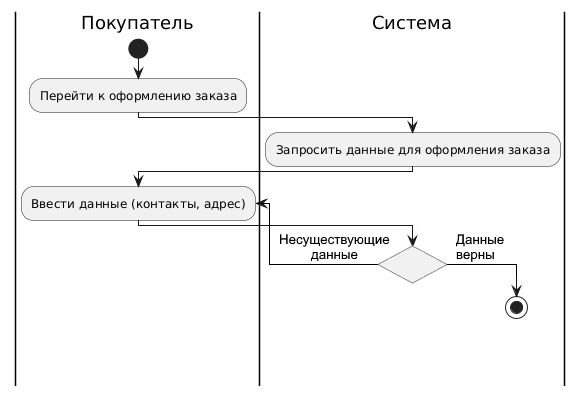 Покупатель
Система
Перейти к оформлению заказа
Запросить данные для оформления заказа
Ввести данные (контакты, адрес)
Несуществующие
данные
Данные
верны